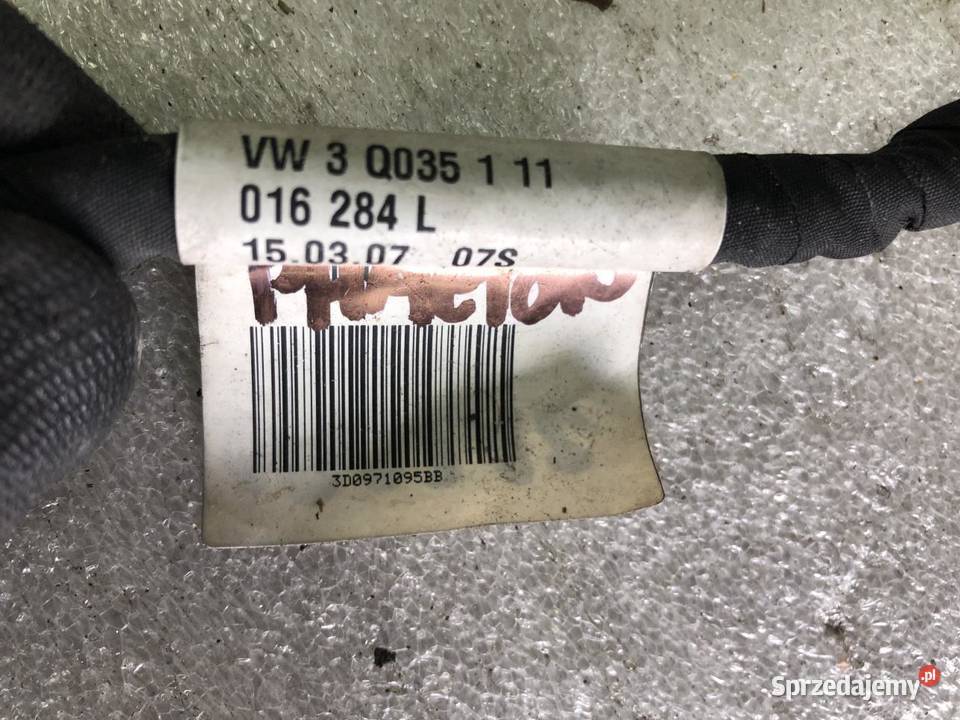 VW 3 Q035 1 11
016 284 L
15.03.07 07S
3D0971095BB
Sprzedajemy.pl